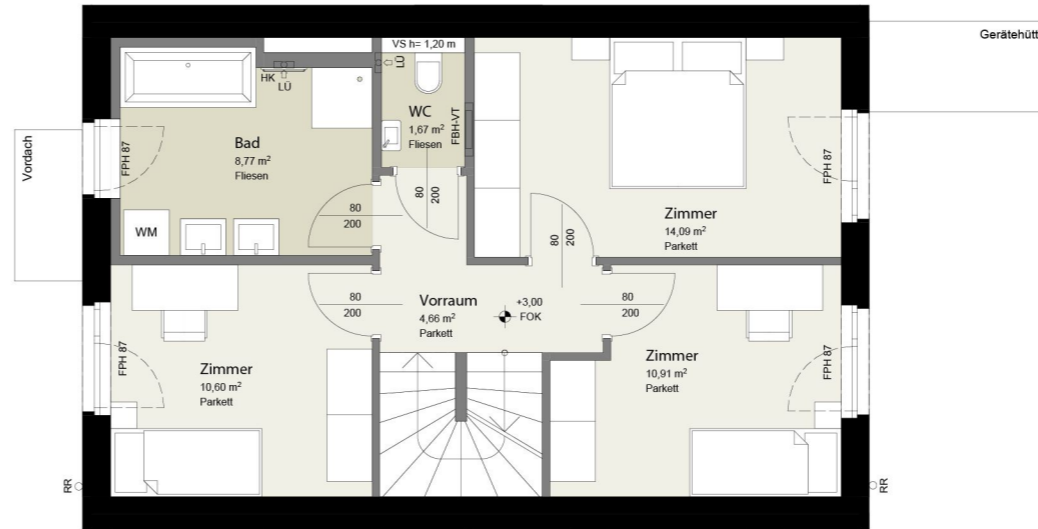 VS h= 1,20 m
Gerätehütt
HK
LÜ
LÜ
WC
1,67 m²
Fliesen
FBH-VT
Vordach
FPH 87
Bad
8,77 m²
Fliesen
80
200
FPH 87
WM
80
200
Zimmer
14,09 m²
Parkett
80
200
80
200
Vorraum
4,66 m²
Parkett
+3,00
FOK
80
200
FPH 87
Zimmer
10,60 m²
Parkett
Zimmer
10,91 m²
Parkett
FPH 87
RR
RR